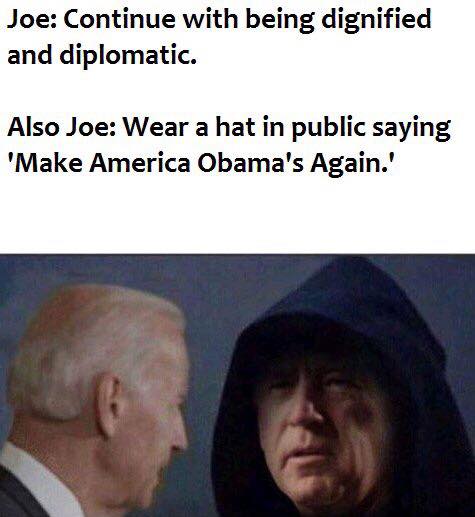 Joe: Continue with being dignified
and diplomatic.
Also Joe: Wear a hat in public saying
'Make America Obama's Again.'